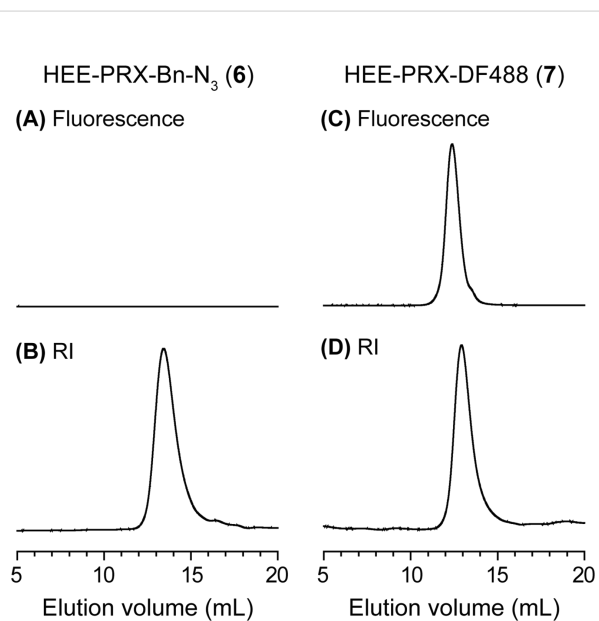 HEE-PRX-Bn-N₃ (6)
HEE-PRX-DF488 (7)
(A) Fluorescence
(C) Fluorescence
(B) RI
(D) RI
5 10 15 20
5 10 15 20
Elution volume (mL)
Elution volume (mL)